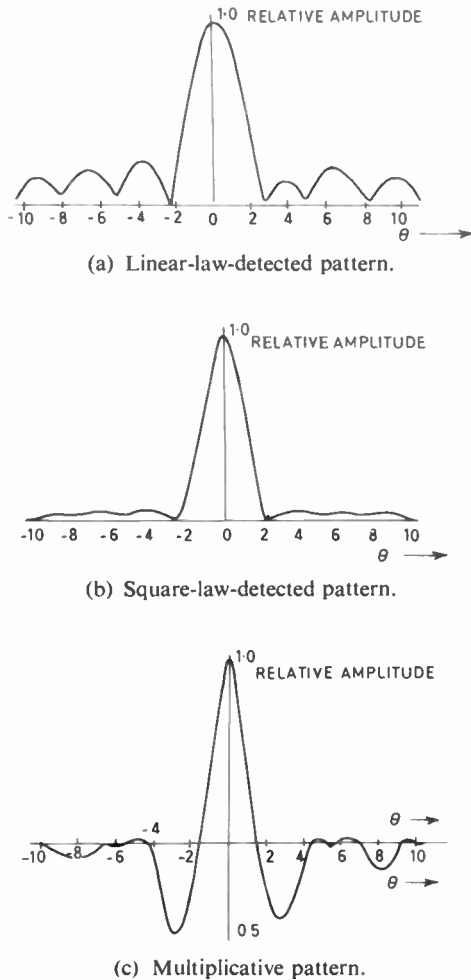 1·0 RELATIVE AMPLITUDE
-10 -8 -6 -4 -2 0 2 4 6 8 10
θ
(a) Linear-law-detected pattern.
1·0
RELATIVE AMPLITUDE
-10 -8 -6 -4 -2 0 2 4 6 8 10
θ
(b) Square-law-detected pattern.
1·0
RELATIVE AMPLITUDE
-4 θ
-10 -8 -6 -2 2 4 6 8 10
θ
0 5
(c) Multiplicative pattern.